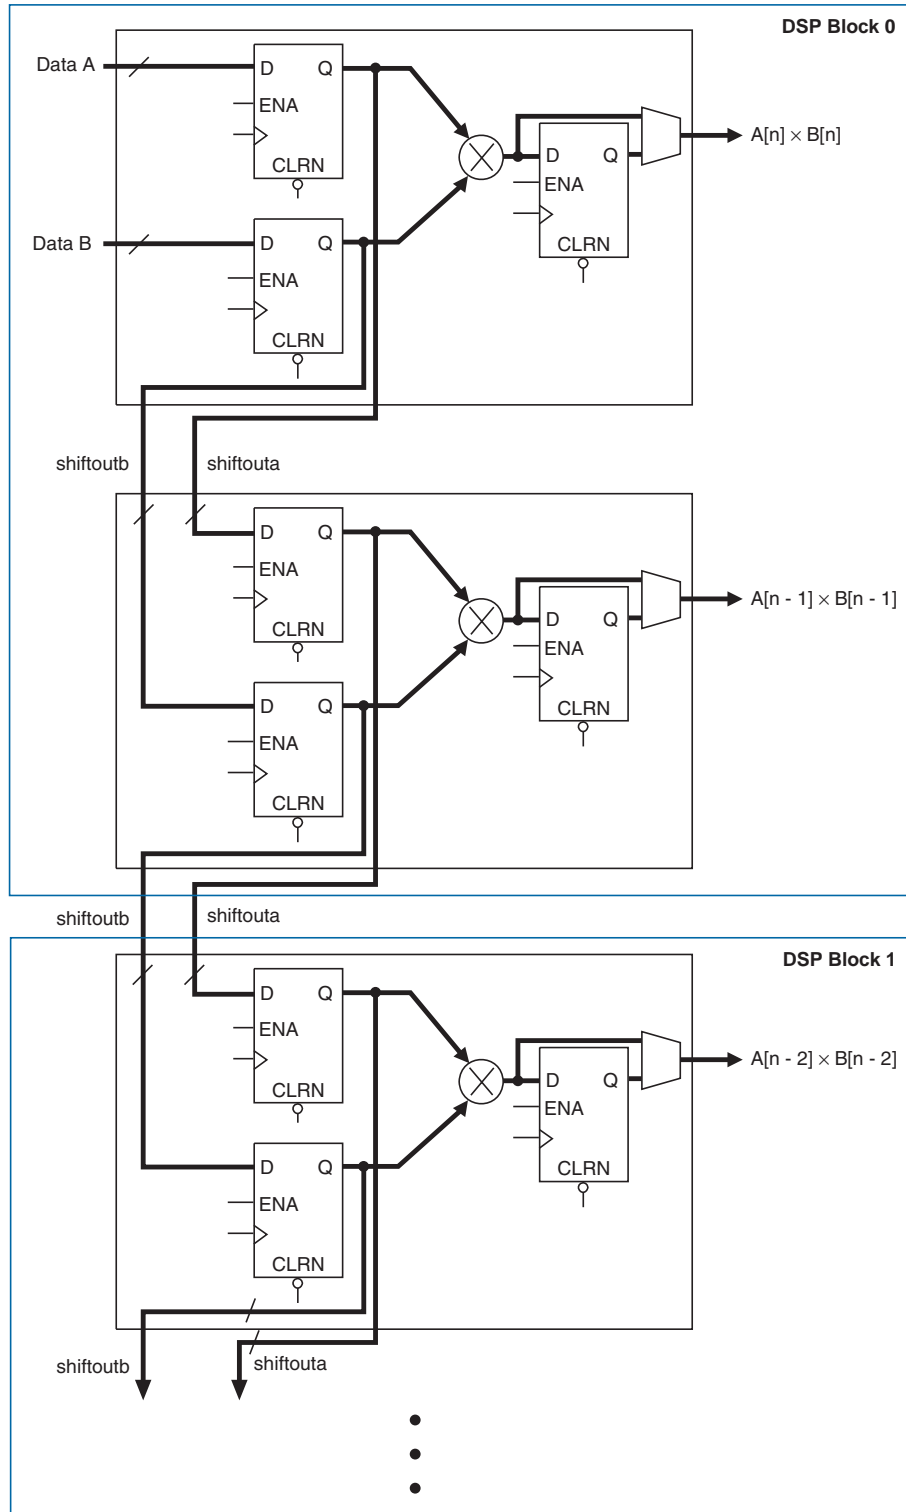 DSP Block 0
Data A
D Q
ENA
CLRN
D Q
ENA
CLRN
A[n] × B[n]
Data B
D Q
ENA
CLRN
shiftoutb
shiftouta
D Q
ENA
CLRN
D Q
ENA
CLRN
A[n - 1] × B[n - 1]
D Q
ENA
CLRN
shiftoutb
shiftouta
DSP Block 1
D Q
ENA
CLRN
D Q
ENA
CLRN
A[n - 2] × B[n - 2]
D Q
ENA
CLRN
shiftoutb
shiftouta